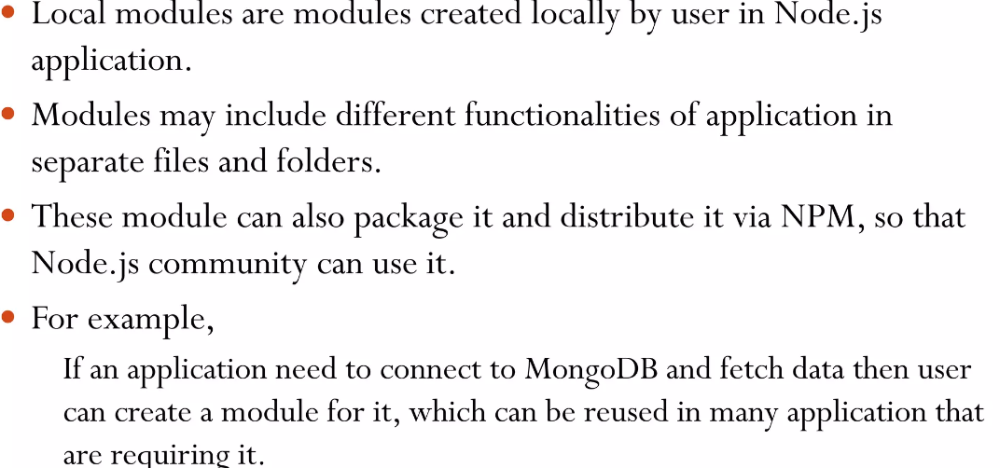 • Local modules are modules created locally by user in Node.js
application.
• Modules may include different functionalities of application in
separate files and folders.
• These module can also package it and distribute it via NPM, so that
Node.js community can use it.
• For example,
If an application need to connect to MongoDB and fetch data then user
can create a module for it, which can be reused in many application that
are requiring it.